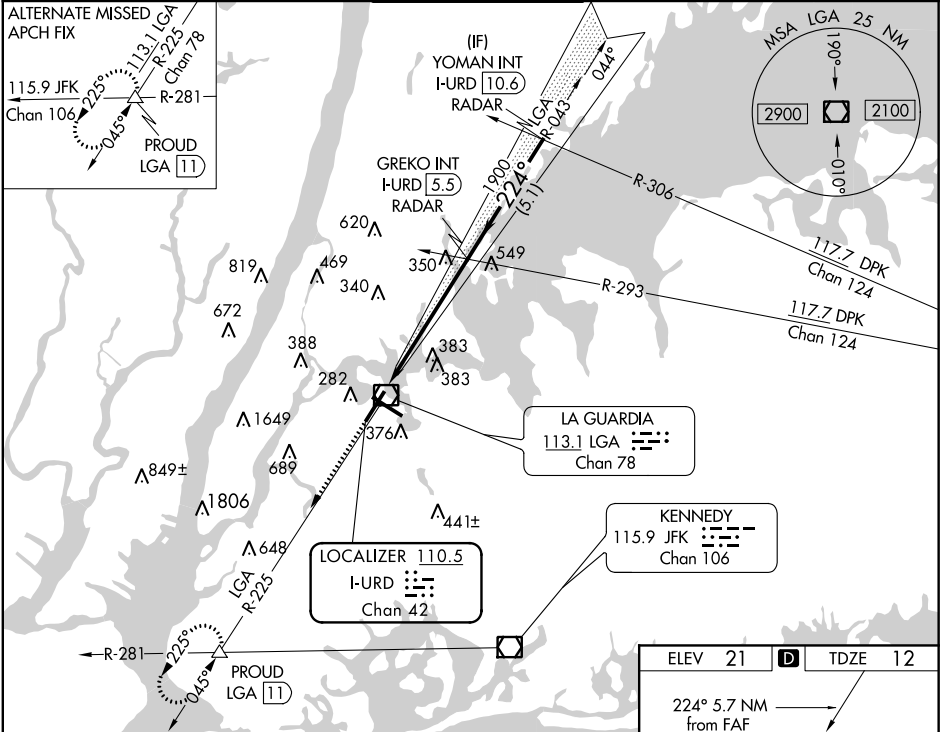 ALTERNATE MISSED
APCH FIX
113.1 LGA
R-225
Chan 78
115.9 JFK
Chan 106
R-281
225°
045°
PROUD
LGA 11
(IF)
YOMAN INT
I-URD 10.6
RADAR
LGA
R-043
044°
MSA LGA 25 NM
190°
2900
2100
010°
GREKO INT
I-URD 5.5
RADAR
1900
224°
(5.1)
R-306
117.7 DPK
Chan 124
R-293
117.7 DPK
Chan 124
620
350
549
819
469
340
672
388
383
383
282
1649
376
689
849±
1806
441±
648
LA GUARDIA
113.1 LGA
Chan 78
KENNEDY
115.9 JFK
Chan 106
LOCALIZER 110.5
I-URD
Chan 42
LGA
R-225
R-281
225°
045°
PROUD
LGA 11
ELEV 21 D TDZE 12
224° 5.7 NM
from FAF